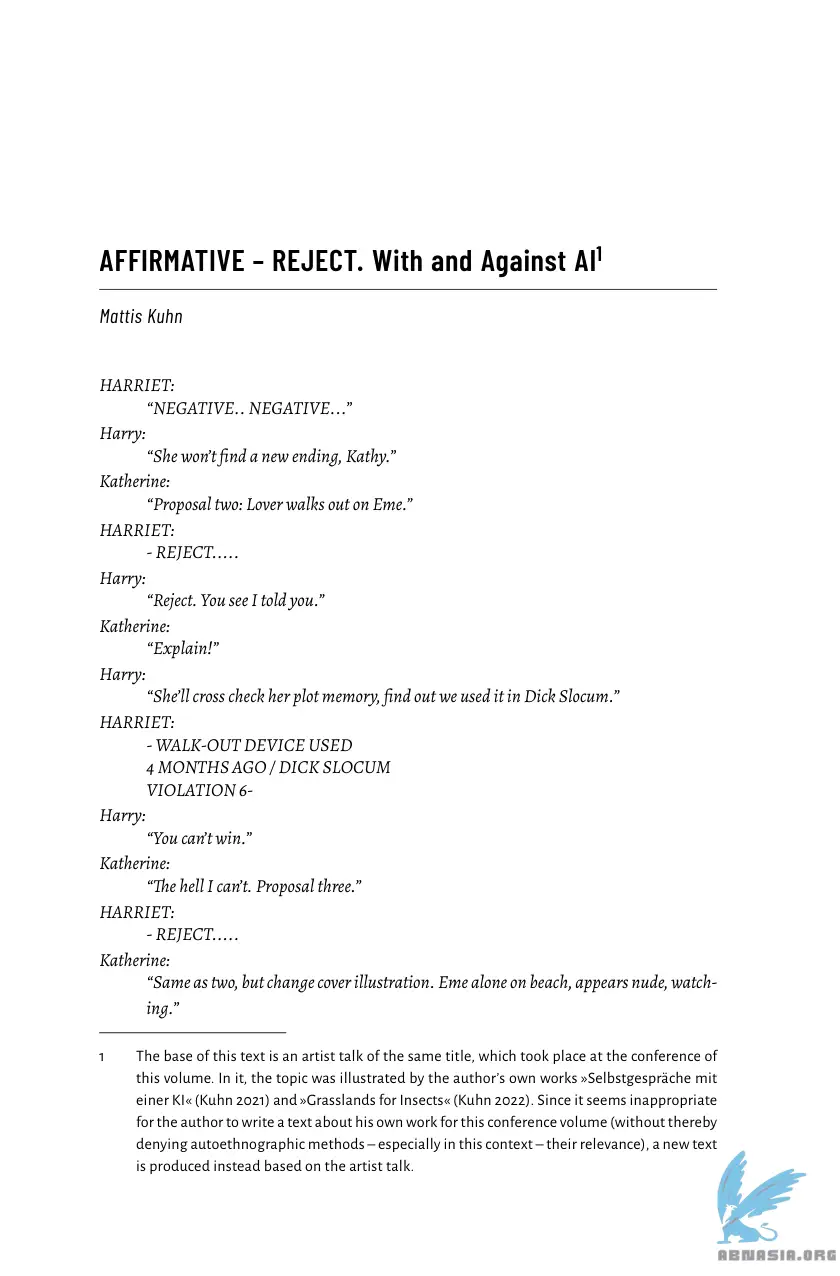 AFFIRMATIVE – REJECT. With and Against AI¹
Mattis Kuhn
HARRIET:
“NEGATIVE.. NEGATIVE...”
Harry:
“She won’t find a new ending, Kathy.”
Katherine:
“Proposal two: Lover walks out on Eme.”
HARRIET:
- REJECT.....
Harry:
“Reject. You see I told you.”
Katherine:
“Explain!”
Harry:
“She’ll cross check her plot memory, find out we used it in Dick Slocum.”
HARRIET:
- WALK-OUT DEVICE USED
4 MONTHS AGO / DICK SLOCUM
VIOLATION 6-
Harry:
“You can’t win.”
Katherine:
“The hell I can’t. Proposal three.”
HARRIET:
- REJECT.....
Katherine:
“Same as two, but change cover illustration. Eme alone on beach, appears nude, watch-
ing.”
1 The base of this text is an artist talk of the same title, which took place at the conference of
this volume. In it, the topic was illustrated by the author’s own works »Selbstgespräche mit
einer KI« (Kuhn 2021) and »Grasslands for Insects« (Kuhn 2022). Since it seems inappropriate
for the author to write a text about his own work for this conference volume (without thereby
denying autoethnographic methods – especially in this context – their relevance), a new text
is produced instead based on the artist talk.
ABNASIA.ORG